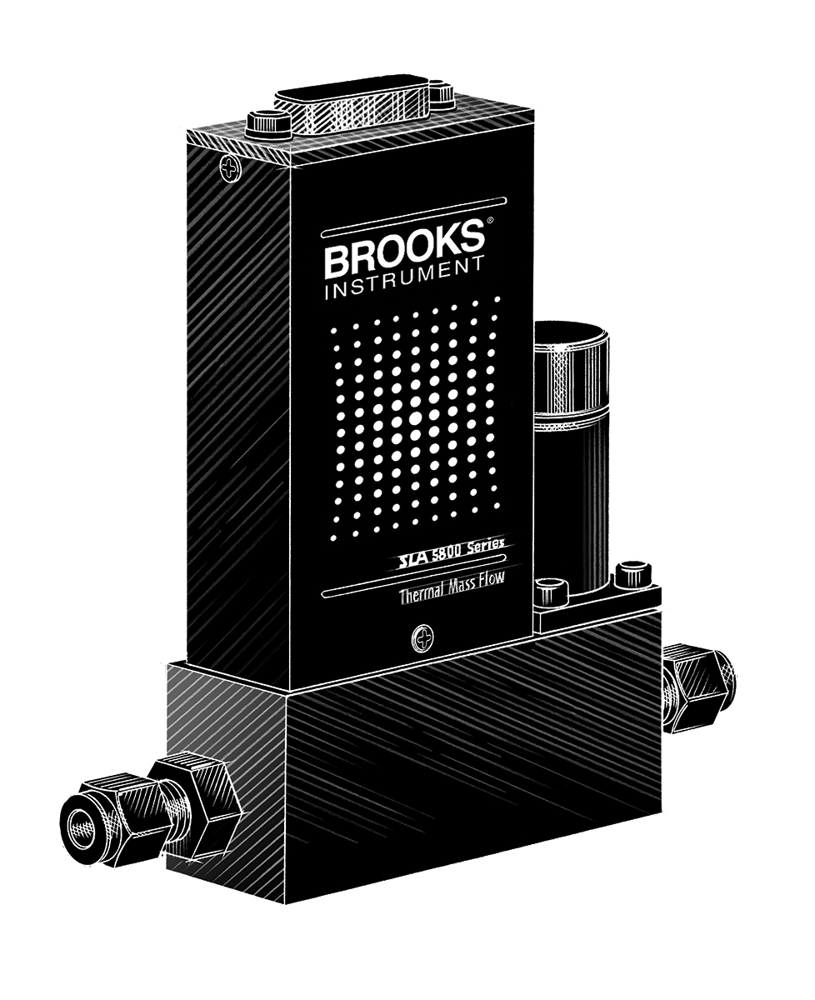 BROOKS®
INSTRUMENT
SLA 5800 Series
Thermal Mass Flow